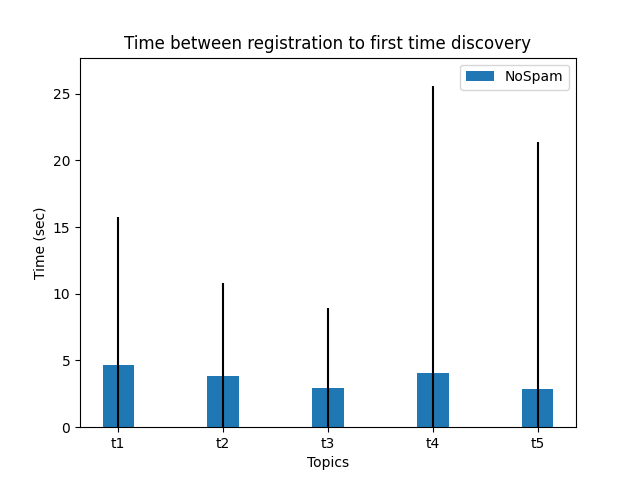 Time between registration to first time discovery
NoSpam
25
20
15
10
5
0
Time (sec)
t1 t2 t3 t4 t5
Topics